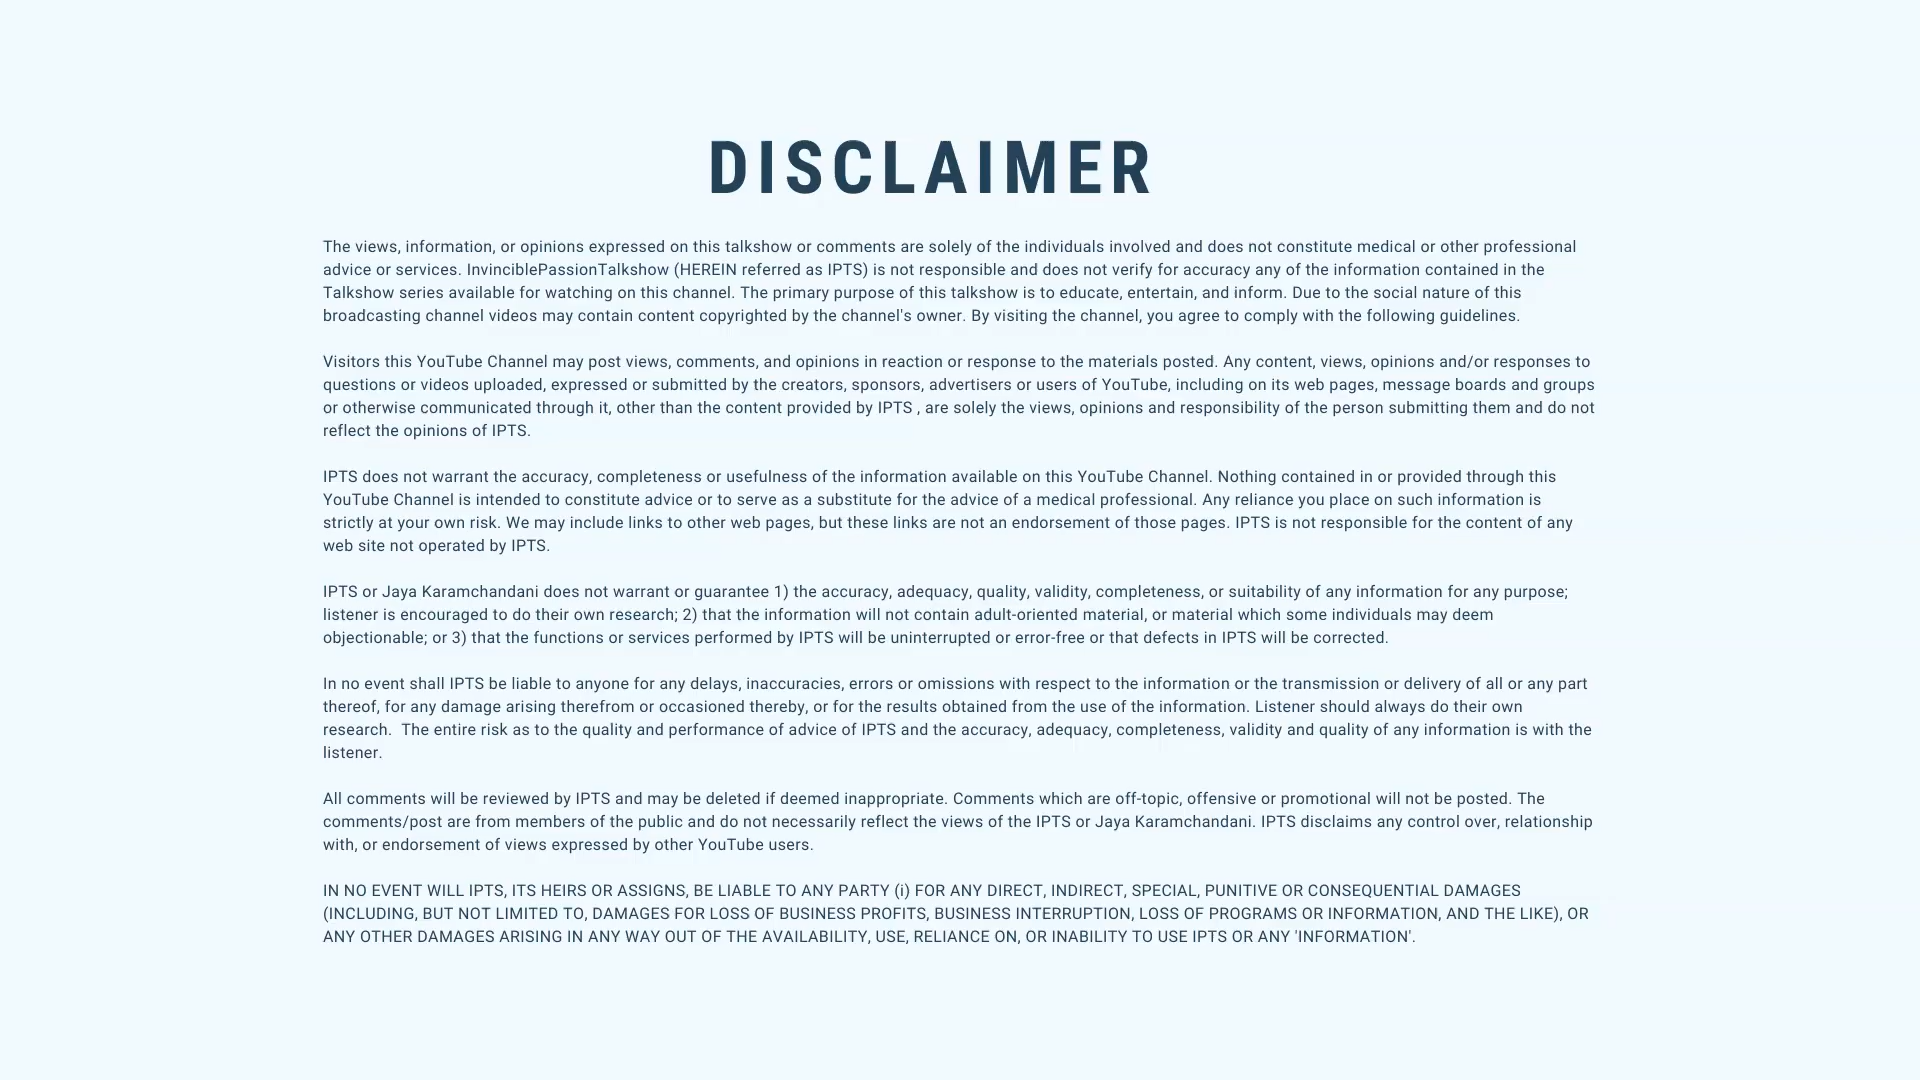 DISCLAIMER
The views, information, or opinions expressed on this talkshow or comments are solely of the individuals involved and does not constitute medical or other professional
advice or services. InvinciblePassionTalkshow (HEREIN referred as IPTS) is not responsible and does not verify for accuracy any of the information contained in the
Talkshow series available for watching on this channel. The primary purpose of this talkshow is to educate, entertain, and inform. Due to the social nature of this
broadcasting channel videos may contain content copyrighted by the channel's owner. By visiting the channel, you agree to comply with the following guidelines.
Visitors this YouTube Channel may post views, comments, and opinions in reaction or response to the materials posted. Any content, views, opinions and/or responses to
questions or videos uploaded, expressed or submitted by the creators, sponsors, advertisers or users of YouTube, including on its web pages, message boards and groups
or otherwise communicated through it, other than the content provided by IPTS , are solely the views, opinions and responsibility of the person submitting them and do not
reflect the opinions of IPTS.
IPTS does not warrant the accuracy, completeness or usefulness of the information available on this YouTube Channel. Nothing contained in or provided through this
YouTube Channel is intended to constitute advice or to serve as a substitute for the advice of a medical professional. Any reliance you place on such information is
strictly at your own risk. We may include links to other web pages, but these links are not an endorsement of those pages. IPTS is not responsible for the content of any
web site not operated by IPTS.
IPTS or Jaya Karamchandani does not warrant or guarantee 1) the accuracy, adequacy, quality, validity, completeness, or suitability of any information for any purpose;
listener is encouraged to do their own research; 2) that the information will not contain adult-oriented material, or material which some individuals may deem
objectionable; or 3) that the functions or services performed by IPTS will be uninterrupted or error-free or that defects in IPTS will be corrected.
In no event shall IPTS be liable to anyone for any delays, inaccuracies, errors or omissions with respect to the information or the transmission or delivery of all or any part
thereof, for any damage arising therefrom or occasioned thereby, or for the results obtained from the use of the information. Listener should always do their own
research.  The entire risk as to the quality and performance of advice of IPTS and the accuracy, adequacy, completeness, validity and quality of any information is with the
listener.
All comments will be reviewed by IPTS and may be deleted if deemed inappropriate. Comments which are off-topic, offensive or promotional will not be posted. The
comments/post are from members of the public and do not necessarily reflect the views of the IPTS or Jaya Karamchandani. IPTS disclaims any control over, relationship
with, or endorsement of views expressed by other YouTube users.
IN NO EVENT WILL IPTS, ITS HEIRS OR ASSIGNS, BE LIABLE TO ANY PARTY (i) FOR ANY DIRECT, INDIRECT, SPECIAL, PUNITIVE OR CONSEQUENTIAL DAMAGES
(INCLUDING, BUT NOT LIMITED TO, DAMAGES FOR LOSS OF BUSINESS PROFITS, BUSINESS INTERRUPTION, LOSS OF PROGRAMS OR INFORMATION, AND THE LIKE), OR
ANY OTHER DAMAGES ARISING IN ANY WAY OUT OF THE AVAILABILITY, USE, RELIANCE ON, OR INABILITY TO USE IPTS OR ANY 'INFORMATION'.